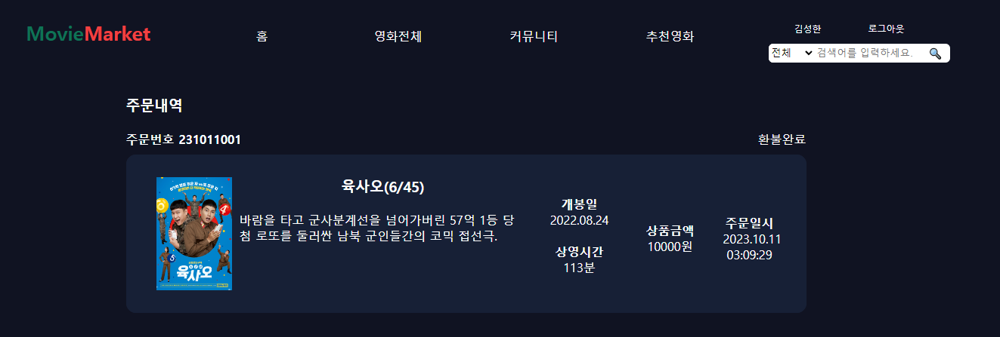 MovieMarket
홈
영화전체
커뮤니티
추천영화
김성한
로그아웃
전체
검색어를 입력하세요.
주문내역
주문번호 231011001
환불완료
육사오(6/45)
바람을 타고 군사분계선을 넘어가버린 57억 1등 당
첨 로또를 둘러싼 남북 군인들간의 코믹 접선극.
개봉일
2022.08.24
상영시간
113분
상품금액
10000원
주문일시
2023.10.11
03:09:29
6
4
5
육사오